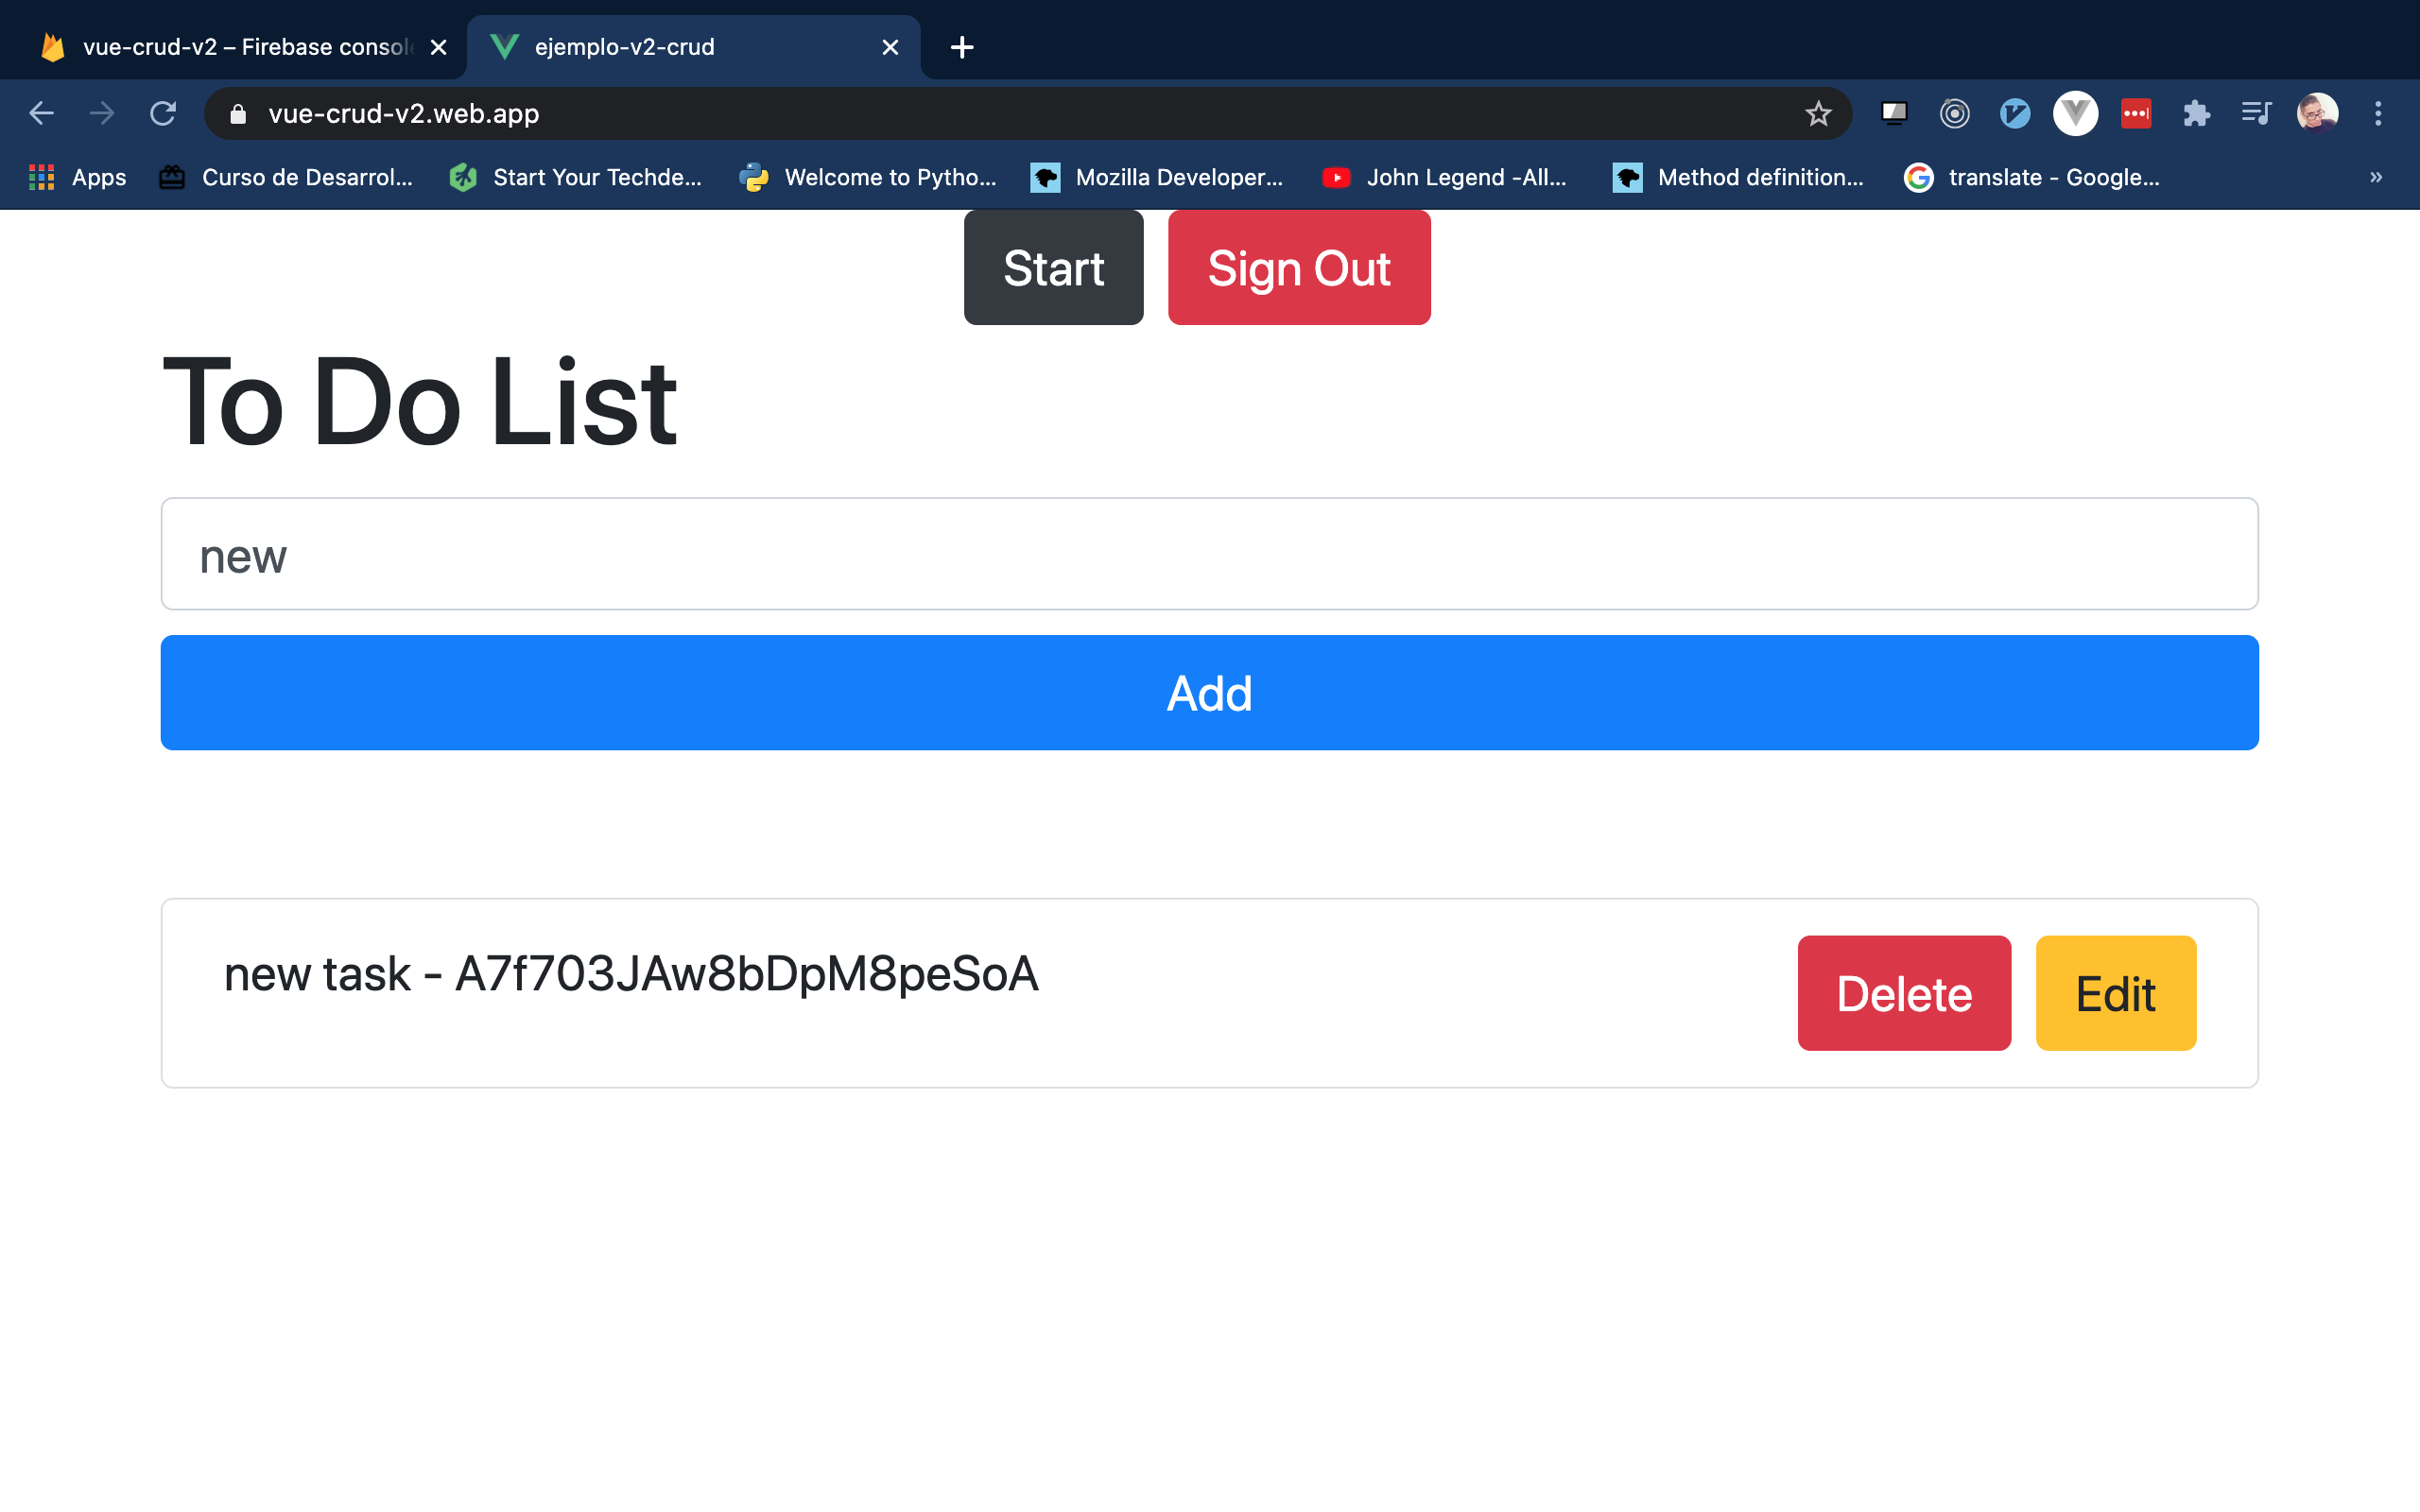 vue-crud-v2 – Firebase console
ejemplo-v2-crud
vue-crud-v2.web.app
Apps
Curso de Desarrol...
Start Your Techde...
Welcome to Pytho...
Mozilla Developer...
John Legend -All...
Method definition...
translate - Google...
Start
Sign Out
To Do List
new
Add
new task - A7f703JAw8bDpM8peSoA
Delete
Edit